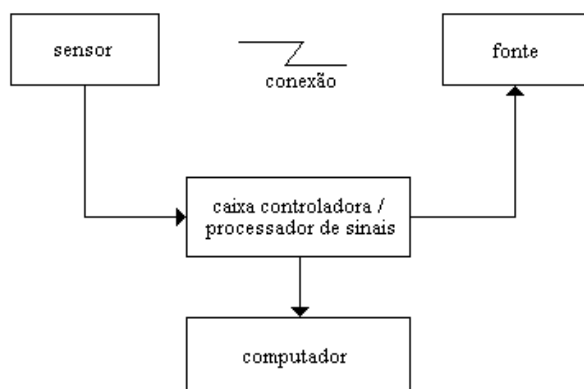 sensor
fonte
conexão
caixa controladora /
processador de sinais
computador